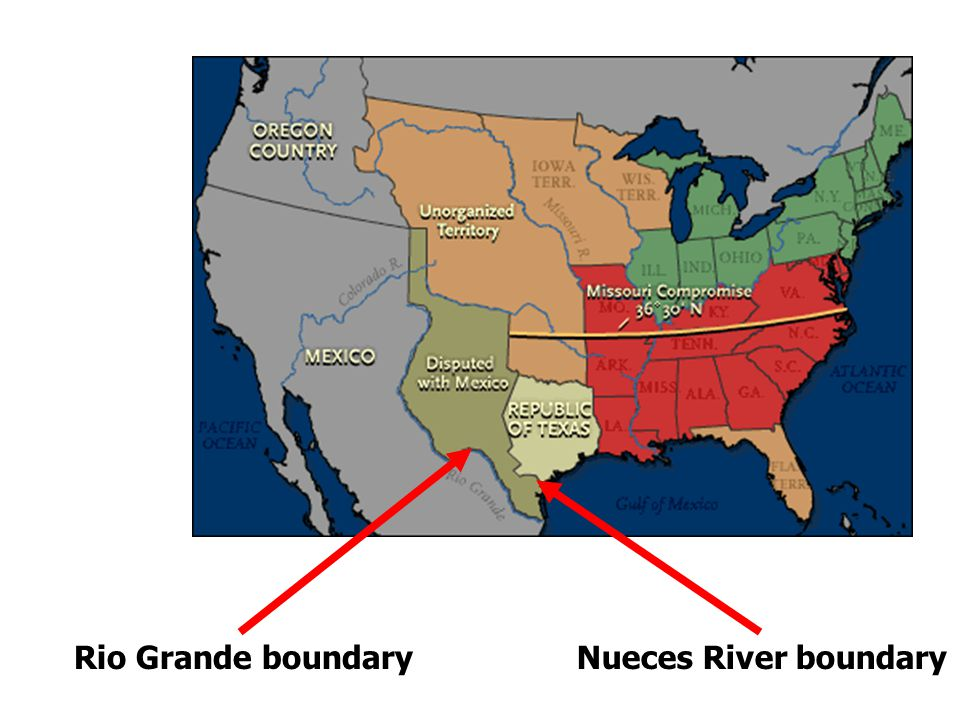 OREGON
COUNTRY
IOWA
TERR.
WIS.
TERR.
ME.
N.Y.
MICH.
PA.
Unorganized
Territory
Missouri R.
OHIO
ILL.
IND.
Colorado R.
Missouri Compromise
36°30' N
MO.
KY.
VA.
MEXICO
Disputed
with Mexico
TENN.
N.C.
ARK.
S.C.
MISS.
ALA.
GA.
ATLANTIC
OCEAN
REPUBLIC
OF TEXAS
LA.
PACIFIC
OCEAN
FLA.
TERR.
Rio Grande
Gulf of Mexico
Rio Grande boundary
Nueces River boundary